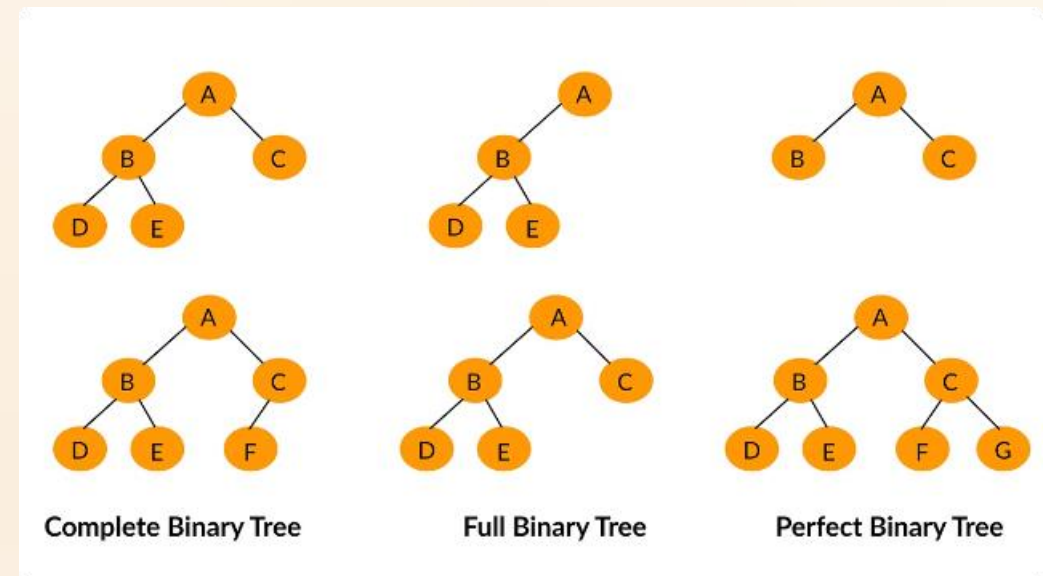 A
B C
D E
A
B
D E
A
B C
A
B C
D E F
A
B C
D E
A
B C
D E F G
Complete Binary Tree
Full Binary Tree
Perfect Binary Tree